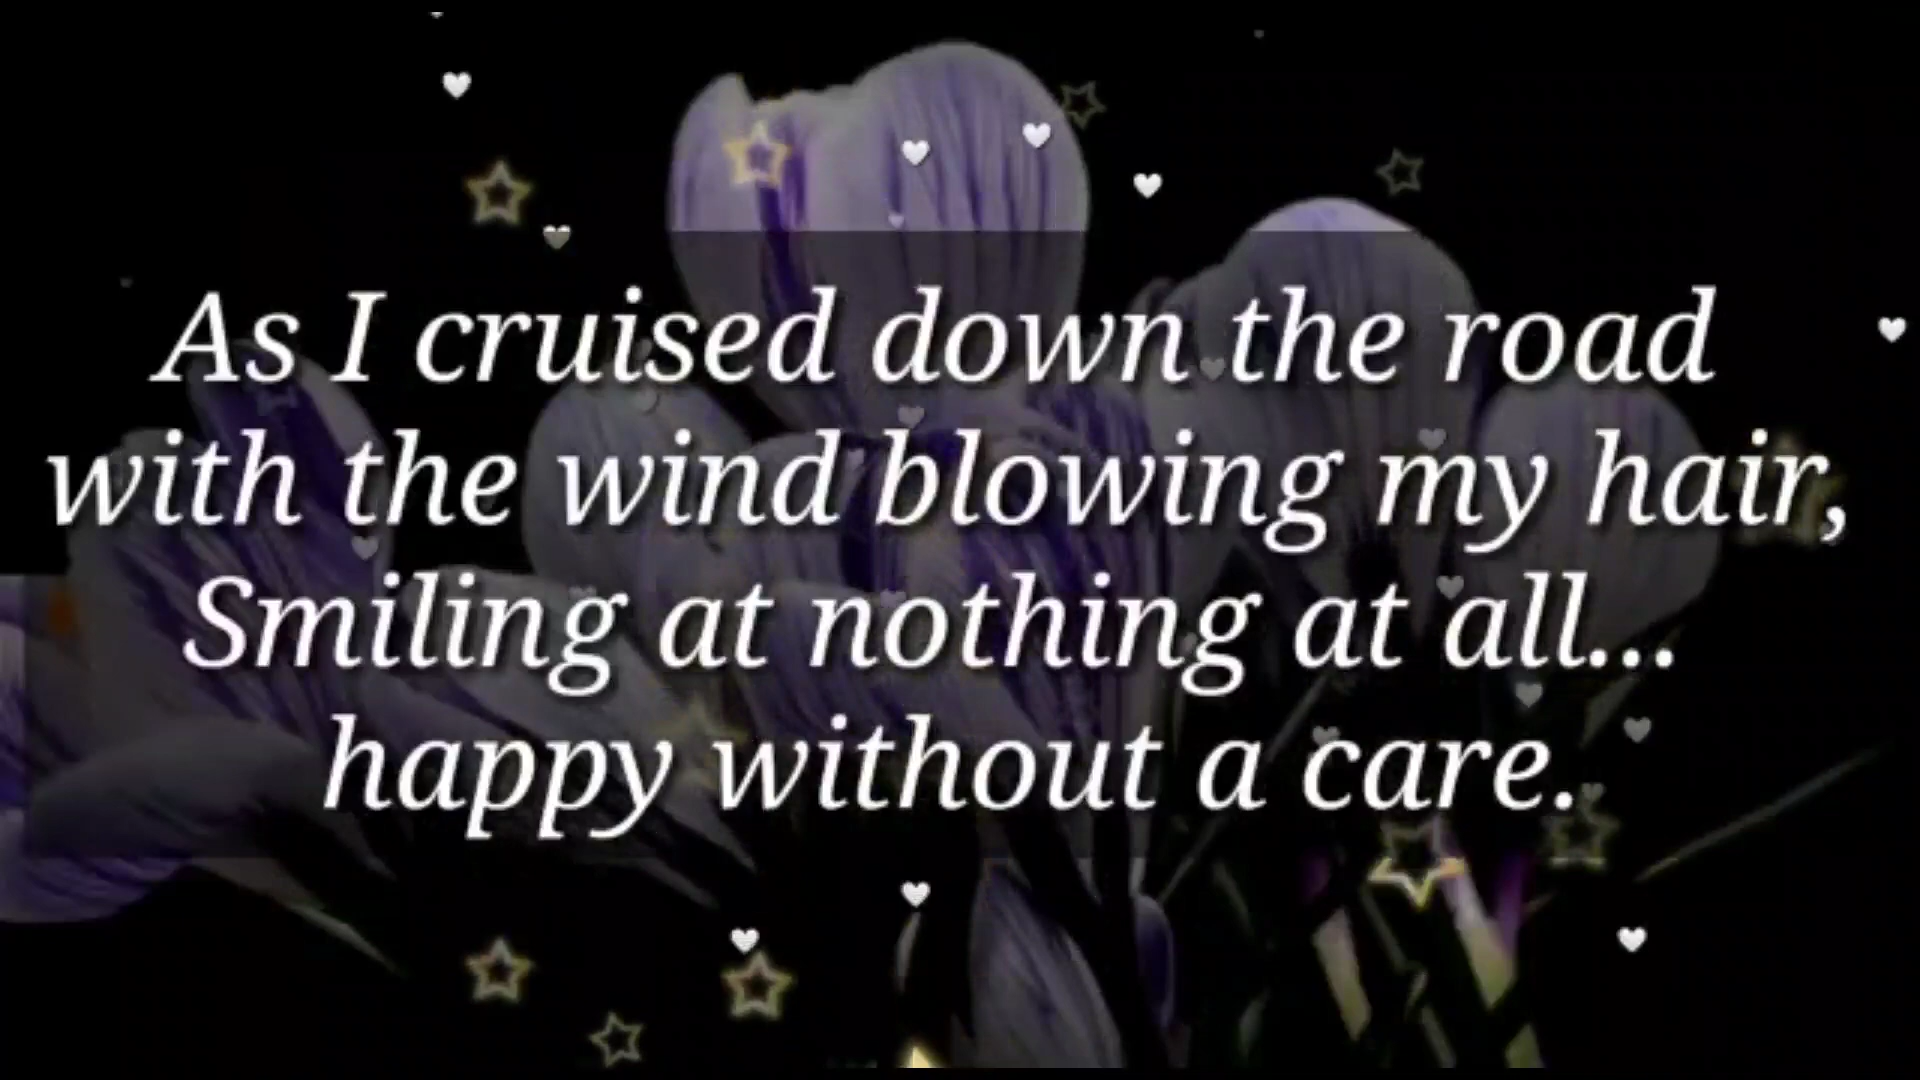 As I cruised down the road
with the wind blowing my hair,
Smiling at nothing at all...
happy without a care.